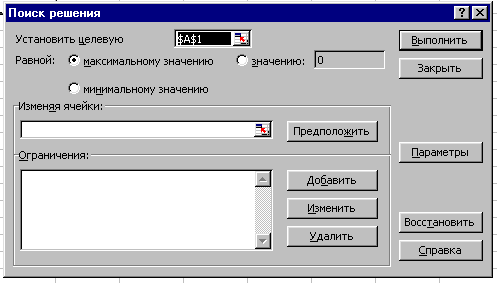 Поиск решения
Установить целевую $A$1 Выполнить
Равной: максимальному значению значению: 0 Закрыть
минимальному значению
Изменяя ячейки:
Предположить
Ограничения: Параметры
Добавить
Изменить
Восстановить
Удалить
Справка